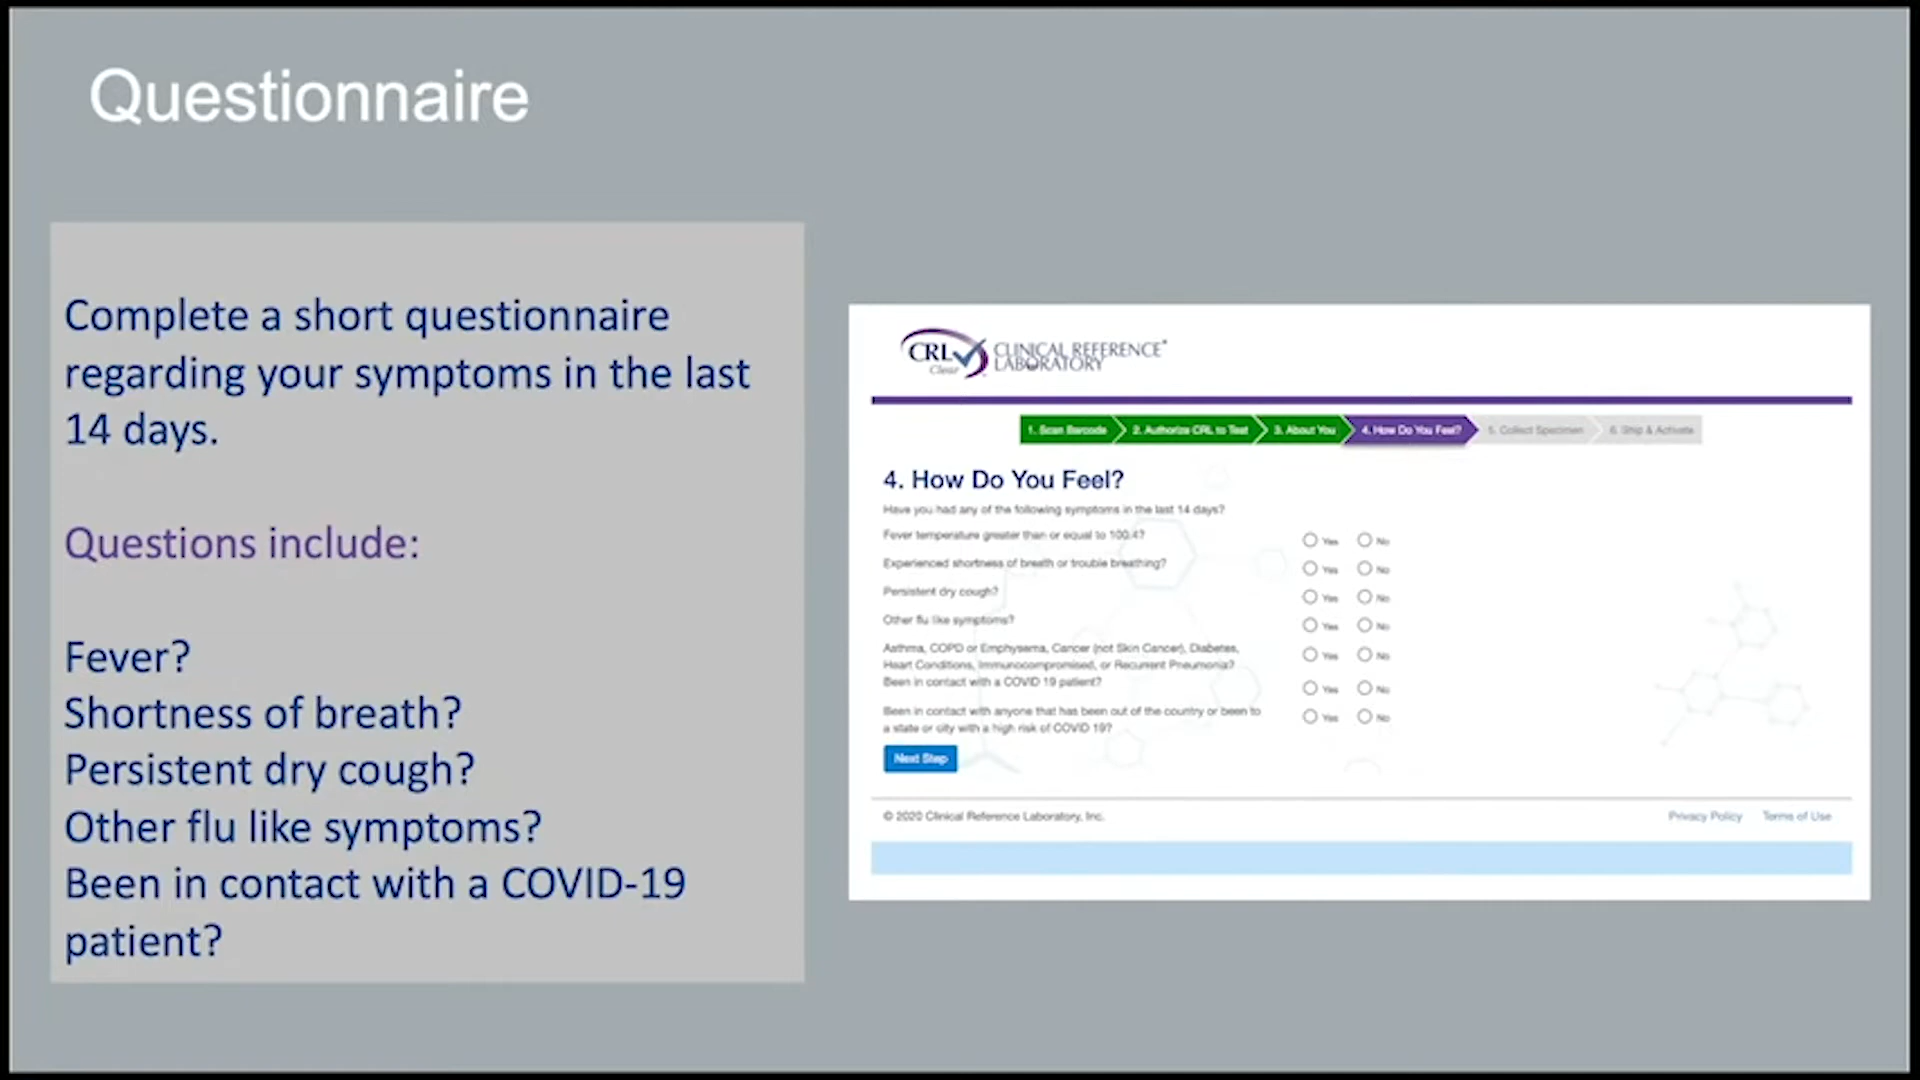 Questionnaire
Complete a short questionnaire
regarding your symptoms in the last
14 days.
Questions include:
Fever?
Shortness of breath?
Persistent dry cough?
Other flu like symptoms?
Been in contact with a COVID-19
patient?
CRL
Clear
CLINICAL REFERENCE
LABORATORY
1. Scan Barcode
2. Authorize CRL to Test
3. About You
4. How Do You Feel?
5. Collect Specimen
6. Ship & Activate
4. How Do You Feel?
Have you had any of the following symptoms in the last 14 days?
Fever temperature greater than or equal to 100.4?
Yes No
Experienced shortness of breath or trouble breathing?
Yes No
Persistent dry cough?
Yes No
Other flu like symptoms?
Yes No
Asthma, COPD or Emphysema, Cancer (not Skin Cancer), Diabetes,
Heart Conditions, Immunocompromised, or Recurrent Pneumonia?
Yes No
Been in contact with a COVID 19 patient?
Yes No
Been in contact with anyone that has been out of the country or been to
a state or city with a high risk of COVID 19?
Yes No
Next Step
© 2020 Clinical Reference Laboratory, Inc.
Privacy Policy Terms of Use